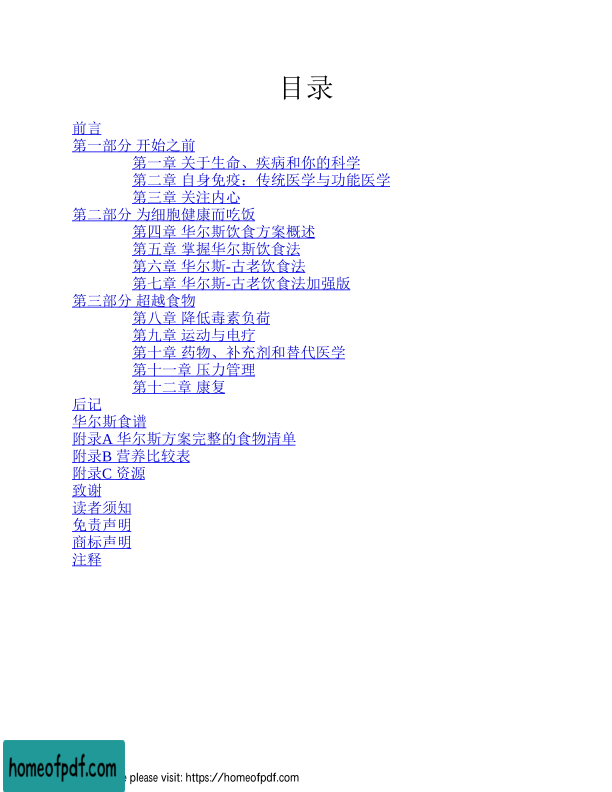 目录
前言
第一部分 开始之前
第一章 关于生命、疾病和你的科学
第二章 自身免疫：传统医学与功能医学
第三章 关注内心
第二部分 为细胞健康而吃饭
第四章 华尔斯饮食方案概述
第五章 掌握华尔斯饮食法
第六章 华尔斯-古老饮食法
第七章 华尔斯-古老饮食法加强版
第三部分 超越食物
第八章 降低毒素负荷
第九章 运动与电疗
第十章 药物、补充剂和替代医学
第十一章 压力管理
第十二章 康复
后记
华尔斯食谱
附录A 华尔斯方案完整的食物清单
附录B 营养比较表
附录C 资源
致谢
读者须知
免责声明
商标声明
注释
homeofpdf.com
please visit: https://homeofpdf.com